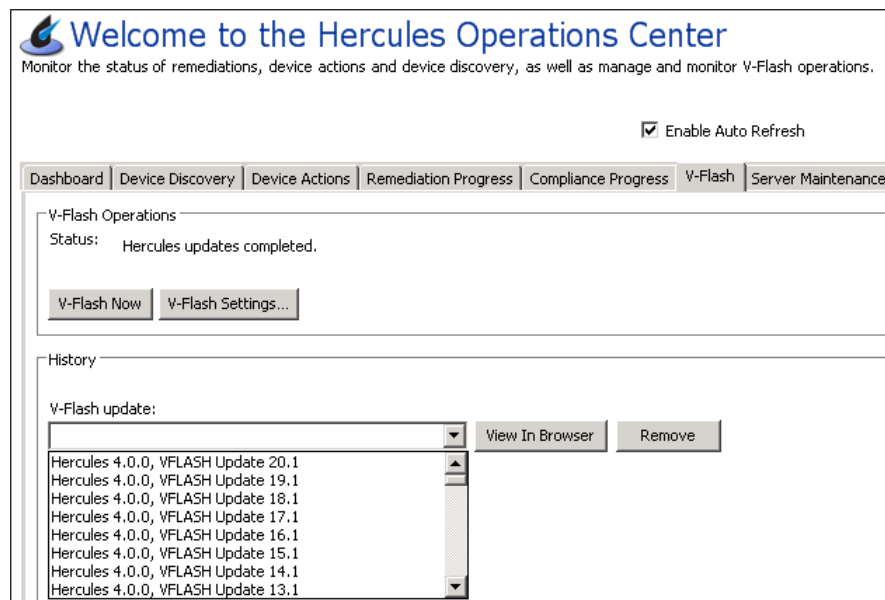 Welcome to the Hercules Operations Center
Monitor the status of remediations, device actions and device discovery, as well as manage and monitor V-Flash operations.
Enable Auto Refresh
Dashboard Device Discovery Device Actions Remediation Progress Compliance Progress V-Flash Server Maintenance
V-Flash Operations
Status: Hercules updates completed.
V-Flash Now V-Flash Settings...
History
V-Flash update:
View In Browser Remove
Hercules 4.0.0, VFLASH Update 20.1
Hercules 4.0.0, VFLASH Update 19.1
Hercules 4.0.0, VFLASH Update 18.1
Hercules 4.0.0, VFLASH Update 17.1
Hercules 4.0.0, VFLASH Update 16.1
Hercules 4.0.0, VFLASH Update 15.1
Hercules 4.0.0, VFLASH Update 14.1
Hercules 4.0.0, VFLASH Update 13.1